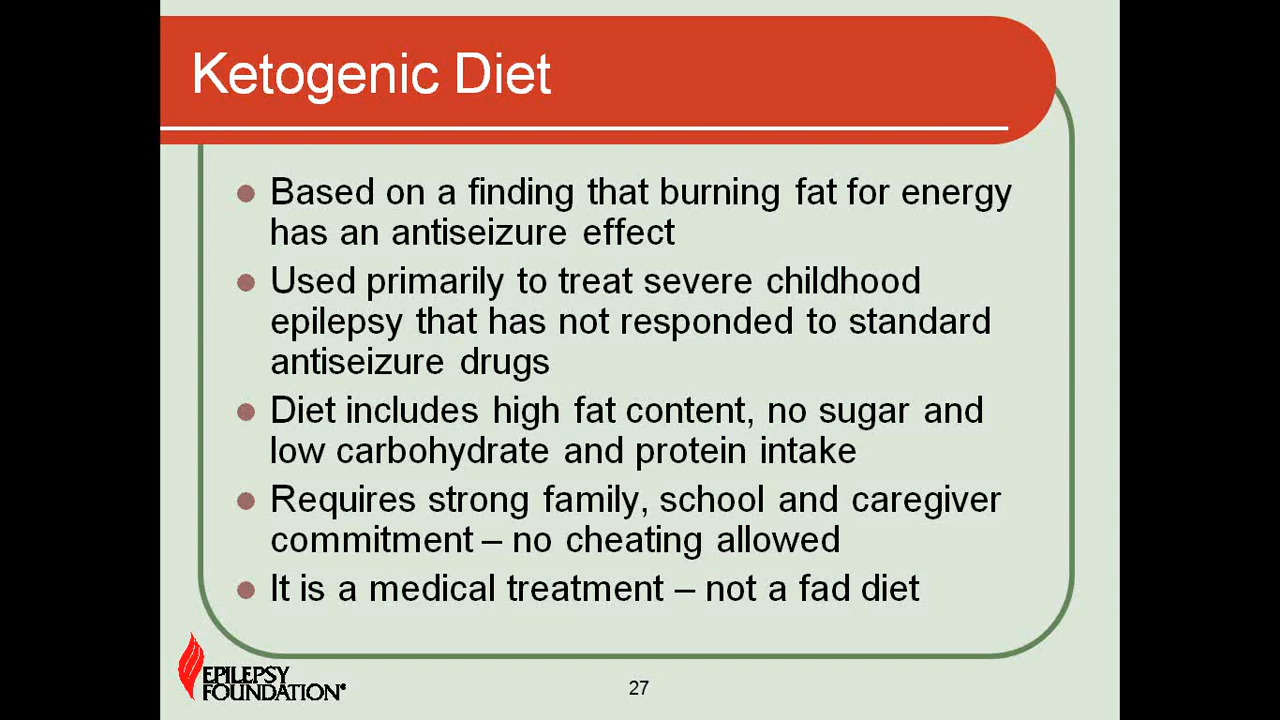 Ketogenic Diet
Based on a finding that burning fat for energy
has an antiseizure effect
Used primarily to treat severe childhood
epilepsy that has not responded to standard
antiseizure drugs
Diet includes high fat content, no sugar and
low carbohydrate and protein intake
Requires strong family, school and caregiver
commitment – no cheating allowed
It is a medical treatment – not a fad diet
EPILEPSY
FOUNDATION®
27